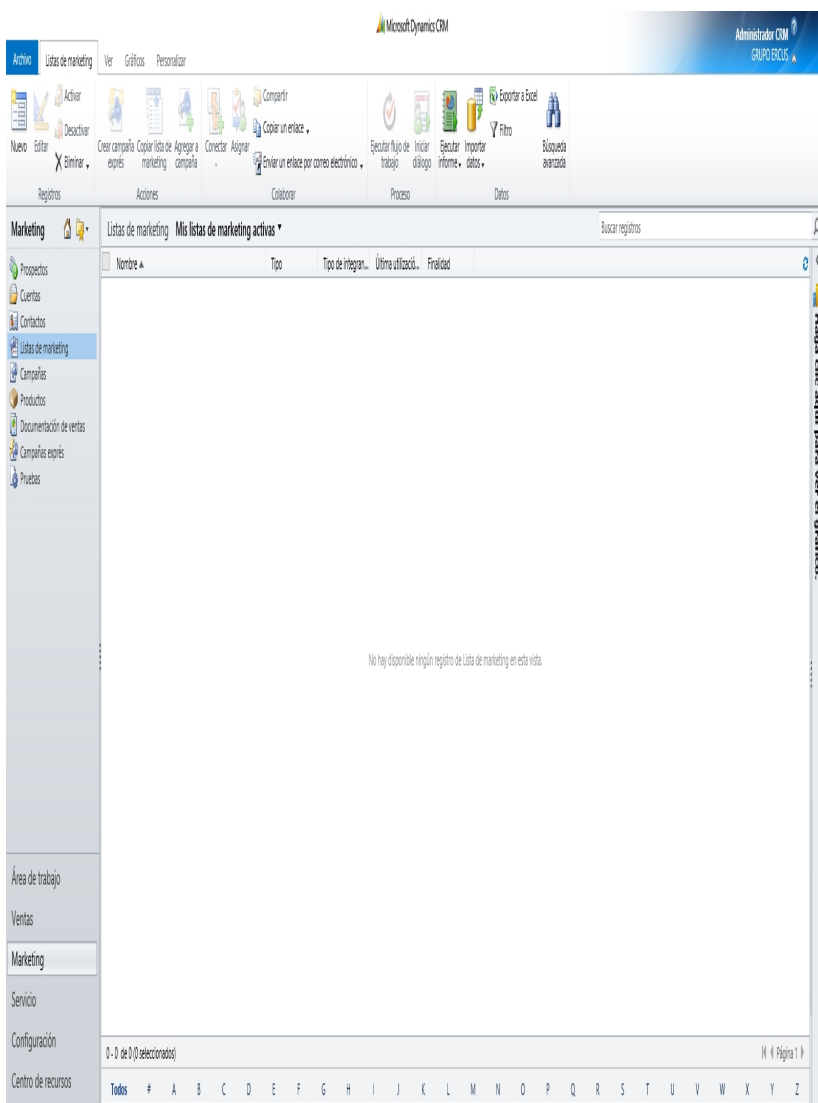 Microsoft Dynamics CRM
Administrador CRM
GRUPO ERCUS
Archivo
Listas de marketing
Ver
Gráficos
Personalizar
Nuevo
Editar
Activar
Desactivar
Eliminar
Registros
Crear campaña exprés
Copiar lista de marketing
Agregar a campaña
Acciones
Conectar
Asignar
Compartir
Copiar un enlace
Enviar un enlace por correo electrónico
Colaborar
Ejecutar flujo de trabajo
Iniciar diálogo
Proceso
Ejecutar informe
Importar datos
Exportar a Excel
Filtro
Búsqueda avanzada
Datos
Marketing
Listas de marketing Mis listas de marketing activas
Buscar registros
Nombre
Tipo
Tipo de integran...
Última utilizació...
Finalidad
Prospectos
Cuentas
Contactos
Listas de marketing
Campañas
Productos
Documentación de ventas
Campañas exprés
Pruebas
Haga clic aquí para ver el gráfico.
No hay disponible ningún registro de Lista de marketing en esta vista.
Área de trabajo
Ventas
Marketing
Servicio
Configuración
Centro de recursos
0 - 0 de 0 (0 seleccionados)
Página 1
Todos # A B C D E F G H I J K L M N O P Q R S T U V W X Y Z